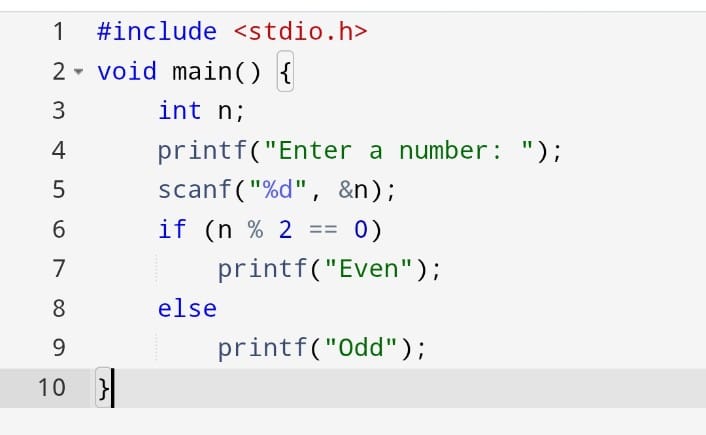 1 #include <stdio.h>
2 void main() {
3     int n;
4     printf("Enter a number: ");
5     scanf("%d", &n);
6     if (n % 2 == 0)
7         printf("Even");
8     else
9         printf("Odd");
10 }